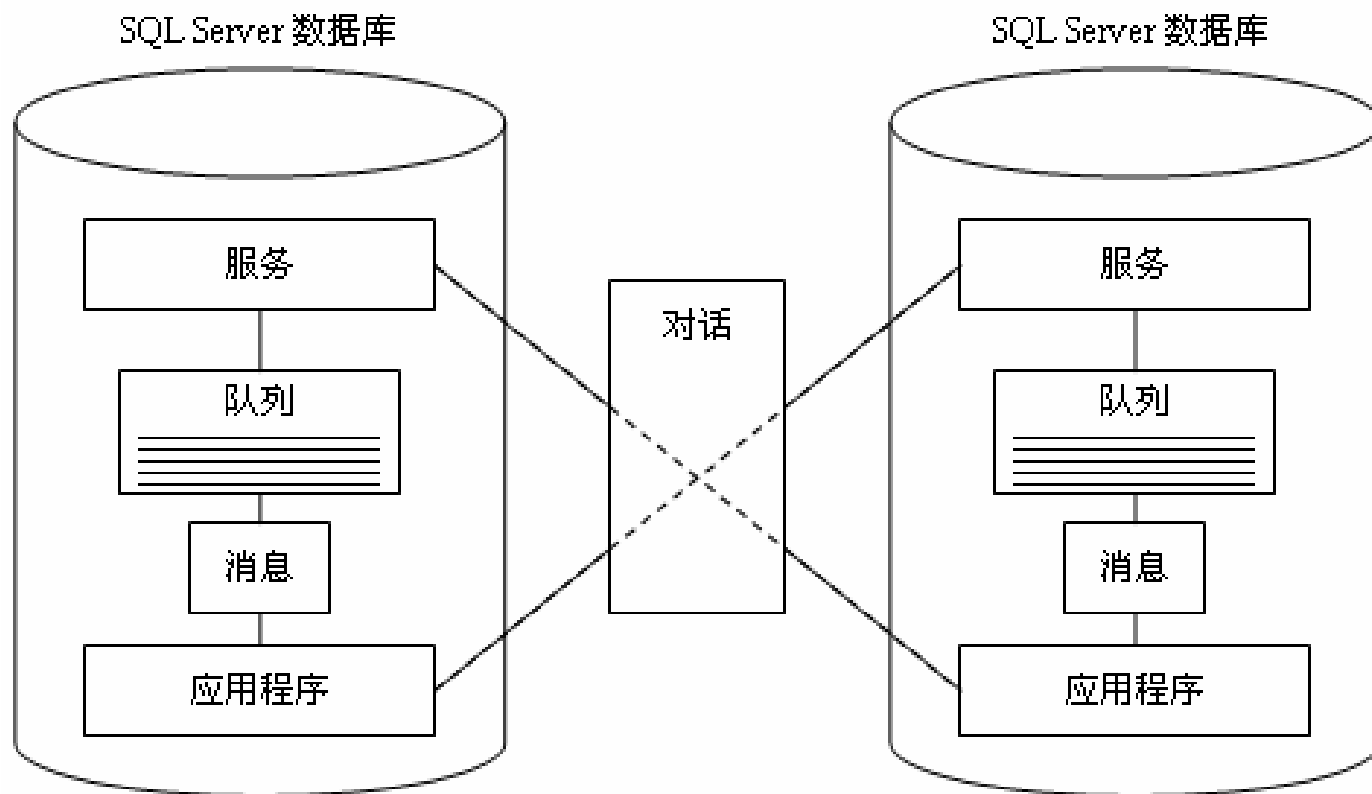 SQL Server 数据库
SQL Server 数据库
服务
队列
消息
应用程序
对话
服务
队列
消息
应用程序